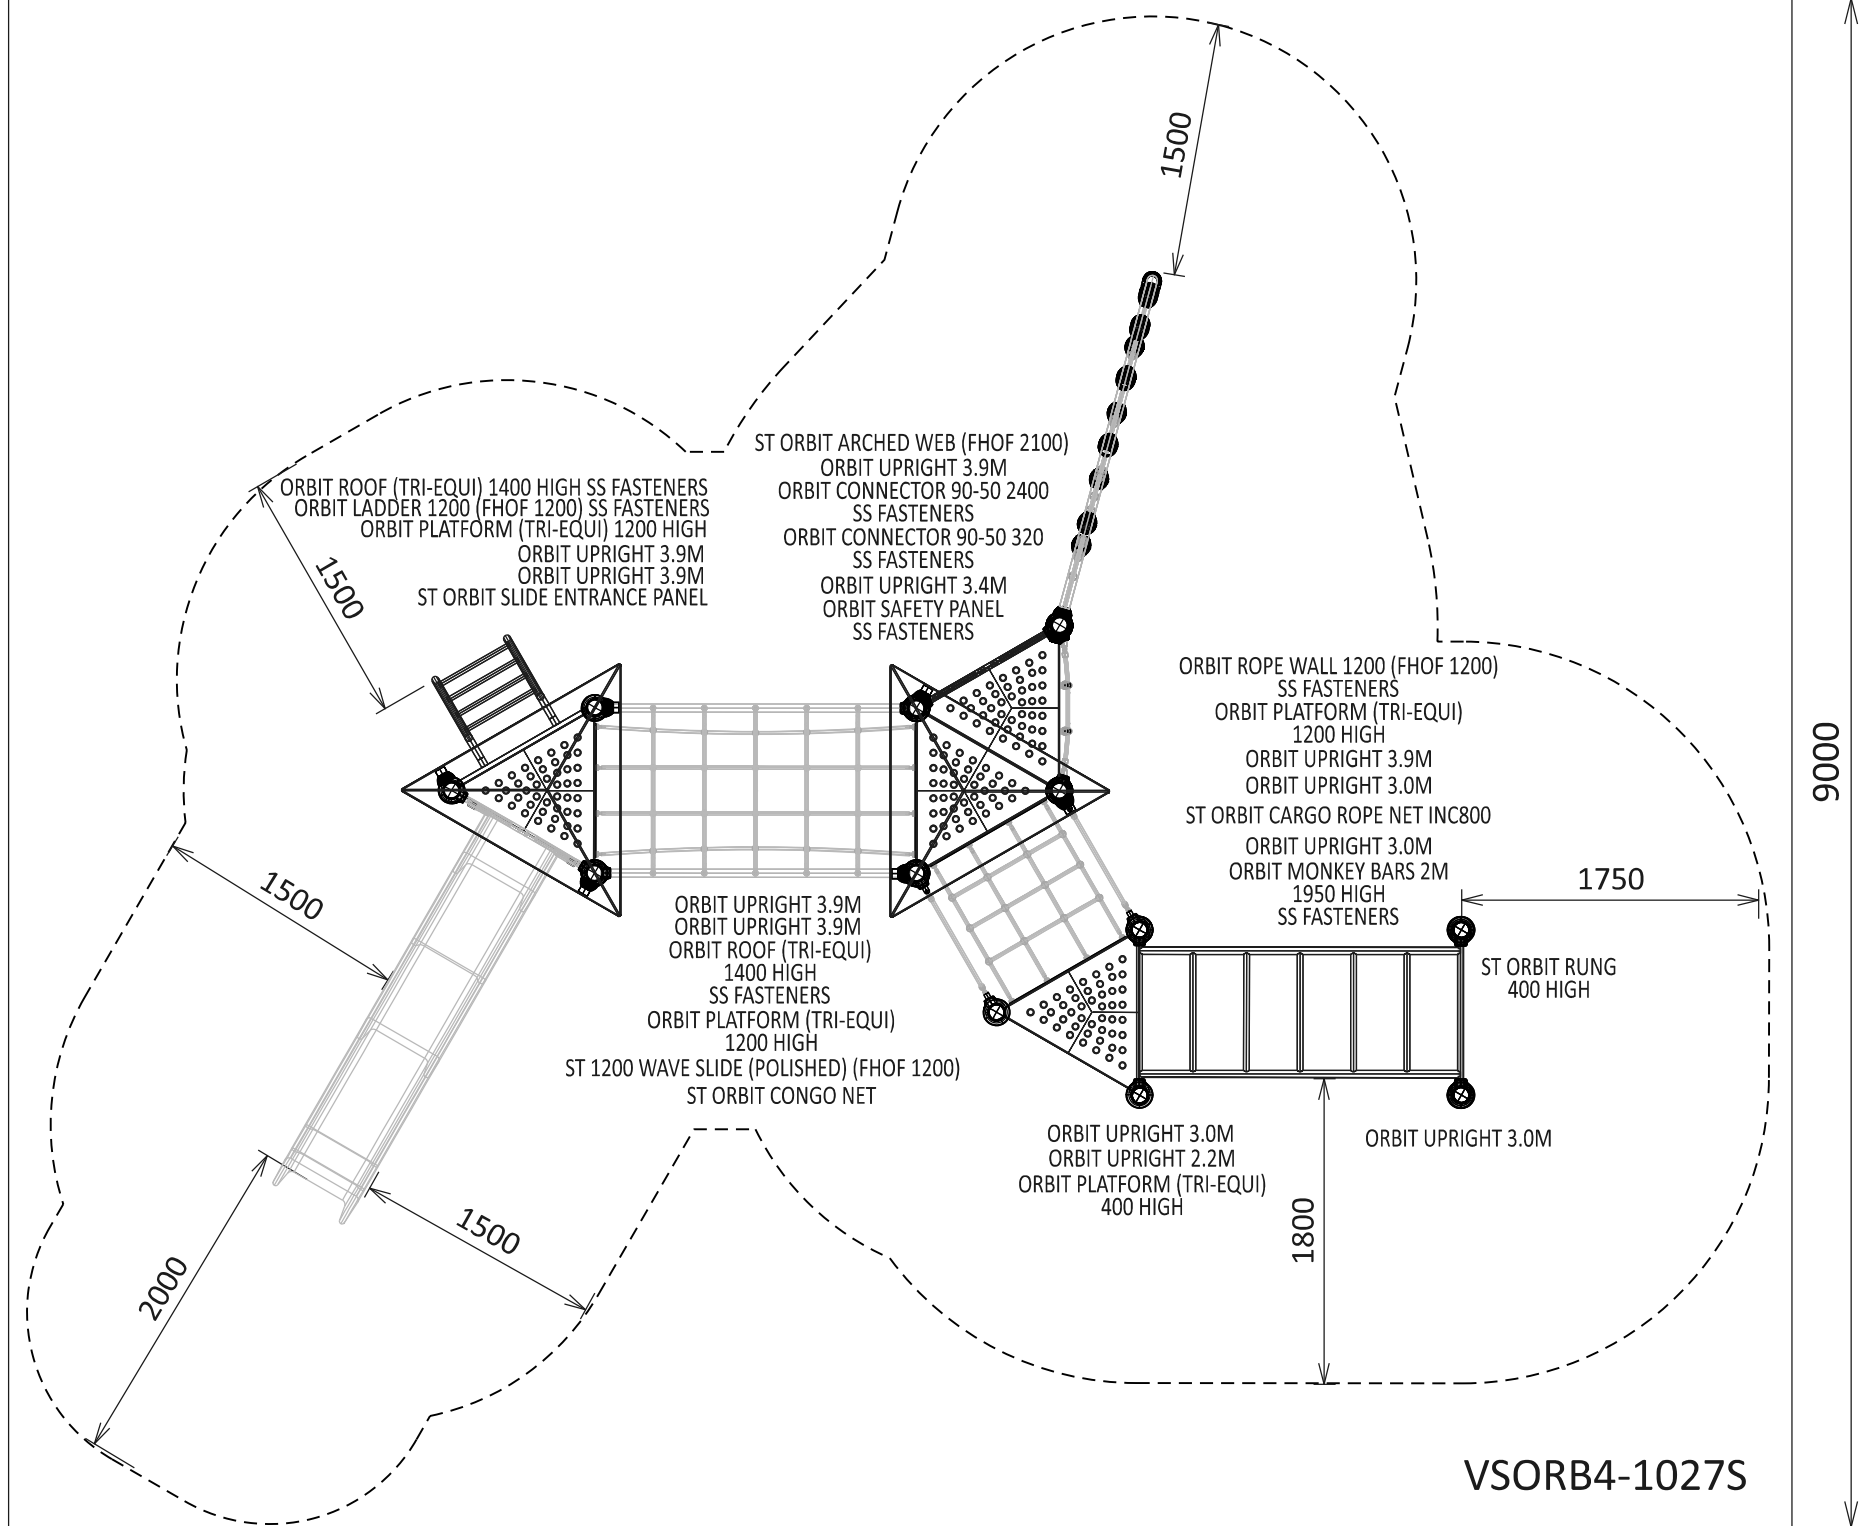 1500
ST ORBIT ARCHED WEB (FHOF 2100)
ORBIT UPRIGHT 3.9M
ORBIT CONNECTOR 90-50 2400
SS FASTENERS
ORBIT CONNECTOR 90-50 320
SS FASTENERS
ORBIT UPRIGHT 3.4M
ORBIT SAFETY PANEL
SS FASTENERS
ORBIT ROOF (TRI-EQUI) 1400 HIGH SS FASTENERS
ORBIT LADDER 1200 (FHOF 1200) SS FASTENERS
ORBIT PLATFORM (TRI-EQUI) 1200 HIGH
ORBIT UPRIGHT 3.9M
ORBIT UPRIGHT 3.9M
ST ORBIT SLIDE ENTRANCE PANEL
1500
ORBIT ROPE WALL 1200 (FHOF 1200)
SS FASTENERS
ORBIT PLATFORM (TRI-EQUI)
1200 HIGH
ORBIT UPRIGHT 3.9M
ORBIT UPRIGHT 3.0M
ST ORBIT CARGO ROPE NET INC800
ORBIT UPRIGHT 3.0M
ORBIT MONKEY BARS 2M
1950 HIGH
SS FASTENERS
9000
1750
1500
ORBIT UPRIGHT 3.9M
ORBIT UPRIGHT 3.9M
ORBIT ROOF (TRI-EQUI)
1400 HIGH
SS FASTENERS
ORBIT PLATFORM (TRI-EQUI)
1200 HIGH
ST 1200 WAVE SLIDE (POLISHED) (FHOF 1200)
ST ORBIT CONGO NET
ST ORBIT RUNG
400 HIGH
ORBIT UPRIGHT 3.0M
ORBIT UPRIGHT 2.2M
ORBIT PLATFORM (TRI-EQUI)
400 HIGH
ORBIT UPRIGHT 3.0M
1800
1500
2000
VSORB4-1027S